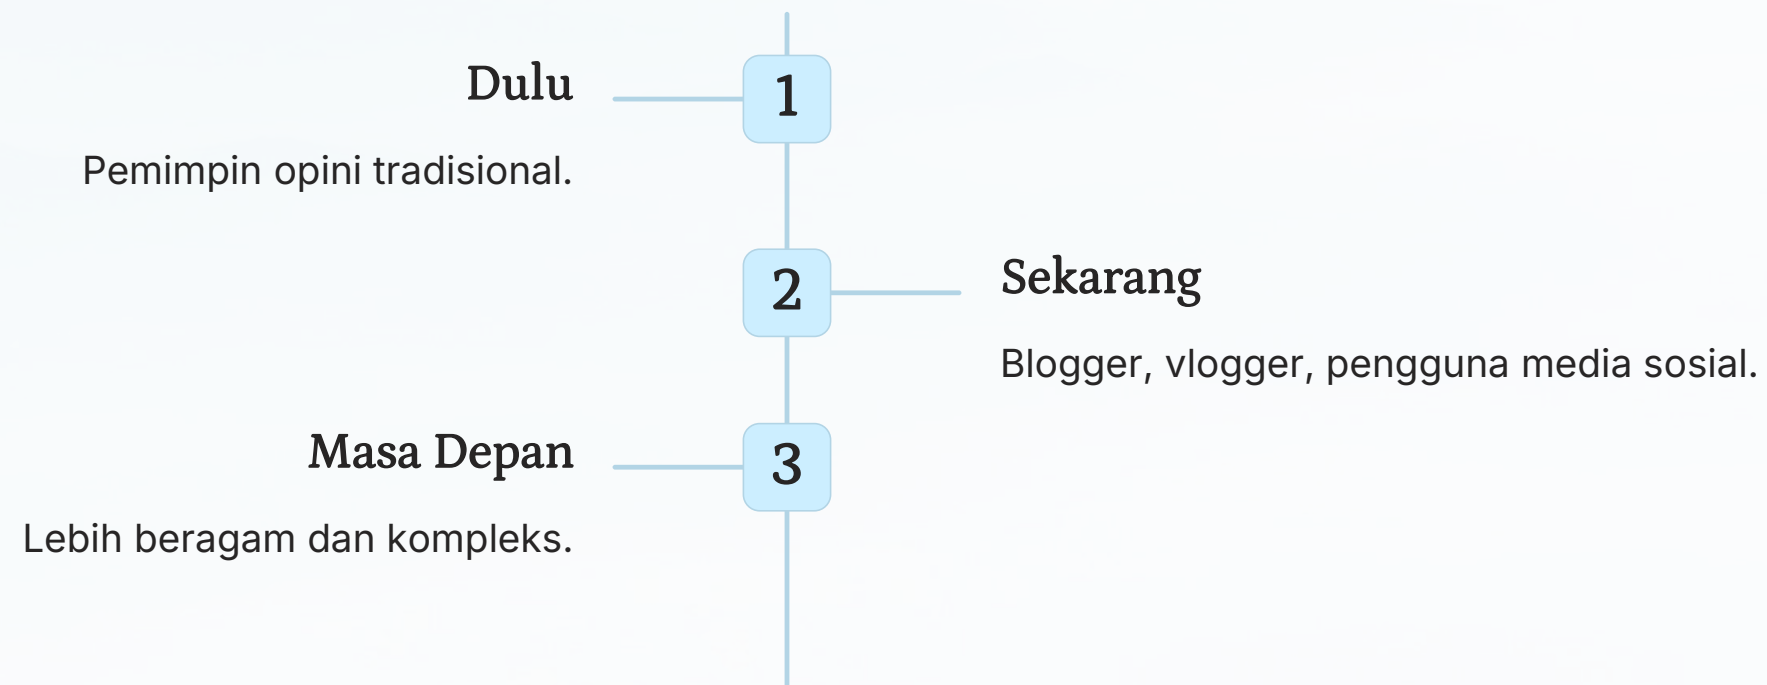 Dulu
1
Pemimpin opini tradisional.
2
Sekarang
Blogger, vlogger, pengguna media sosial.
Masa Depan
3
Lebih beragam dan kompleks.